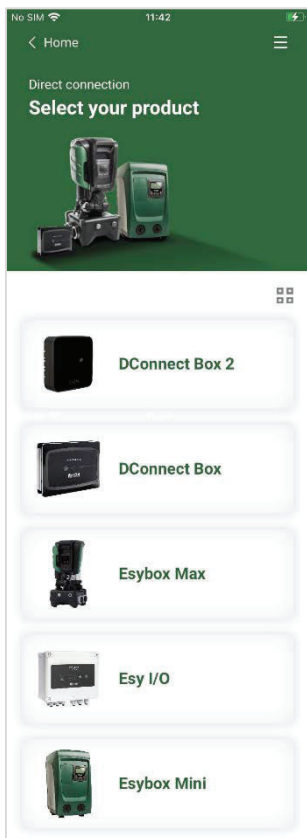 No SIM 11:42
Home
Direct connection
Select your product
DConnect Box 2
DConnect Box
Esybox Max
Esy I/O
Esybox Mini